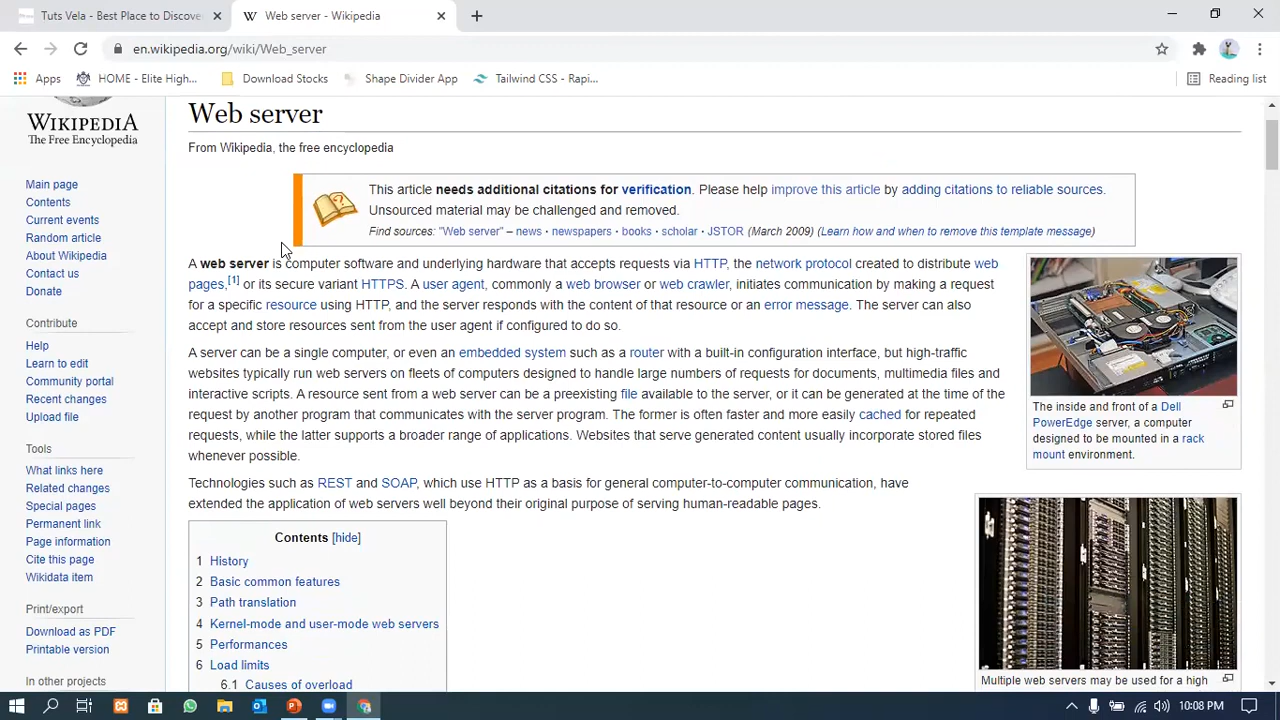 Tuts Vela - Best Place to Discove
Web server - Wikipedia
en.wikipedia.org/wiki/Web_server
Apps
HOME - Elite High...
Download Stocks
Shape Divider App
Tailwind CSS - Rapi...
Reading list
WIKIPEDIA
The Free Encyclopedia
Main page
Contents
Current events
Random article
About Wikipedia
Contact us
Donate
Contribute
Help
Learn to edit
Community portal
Recent changes
Upload file
Tools
What links here
Related changes
Special pages
Permanent link
Page information
Cite this page
Wikidata item
Print/export
Download as PDF
Printable version
In other projects
Web server
From Wikipedia, the free encyclopedia
This article needs additional citations for verification. Please help improve this article by adding citations to reliable sources.
Unsourced material may be challenged and removed.
Find sources: "Web server" – news · newspapers · books · scholar · JSTOR (March 2009) (Learn how and when to remove this template message)
A web server is computer software and underlying hardware that accepts requests via HTTP, the network protocol created to distribute web
pages,[1] or its secure variant HTTPS. A user agent, commonly a web browser or web crawler, initiates communication by making a request
for a specific resource using HTTP, and the server responds with the content of that resource or an error message. The server can also
accept and store resources sent from the user agent if configured to do so.
A server can be a single computer, or even an embedded system such as a router with a built-in configuration interface, but high-traffic
websites typically run web servers on fleets of computers designed to handle large numbers of requests for documents, multimedia files and
interactive scripts. A resource sent from a web server can be a preexisting file available to the server, or it can be generated at the time of the
request by another program that communicates with the server program. The former is often faster and more easily cached for repeated
requests, while the latter supports a broader range of applications. Websites that serve generated content usually incorporate stored files
whenever possible.
Technologies such as REST and SOAP, which use HTTP as a basis for general computer-to-computer communication, have
extended the application of web servers well beyond their original purpose of serving human-readable pages.
Contents [hide]
1 History
2 Basic common features
3 Path translation
4 Kernel-mode and user-mode web servers
5 Performances
6 Load limits
6.1 Causes of overload
The inside and front of a Dell
PowerEdge server, a computer
designed to be mounted in a rack
mount environment.
Multiple web servers may be used for a high
10:08 PM